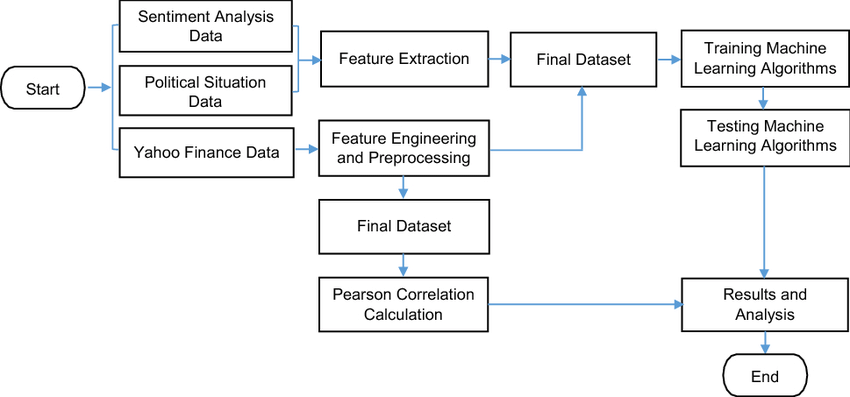 Start
Sentiment Analysis
Data
Political Situation
Data
Yahoo Finance Data
Feature Extraction
Feature Engineering
and Preprocessing
Final Dataset
Pearson Correlation
Calculation
Final Dataset
Training Machine
Learning Algorithms
Testing Machine
Learning Algorithms
Results and
Analysis
End